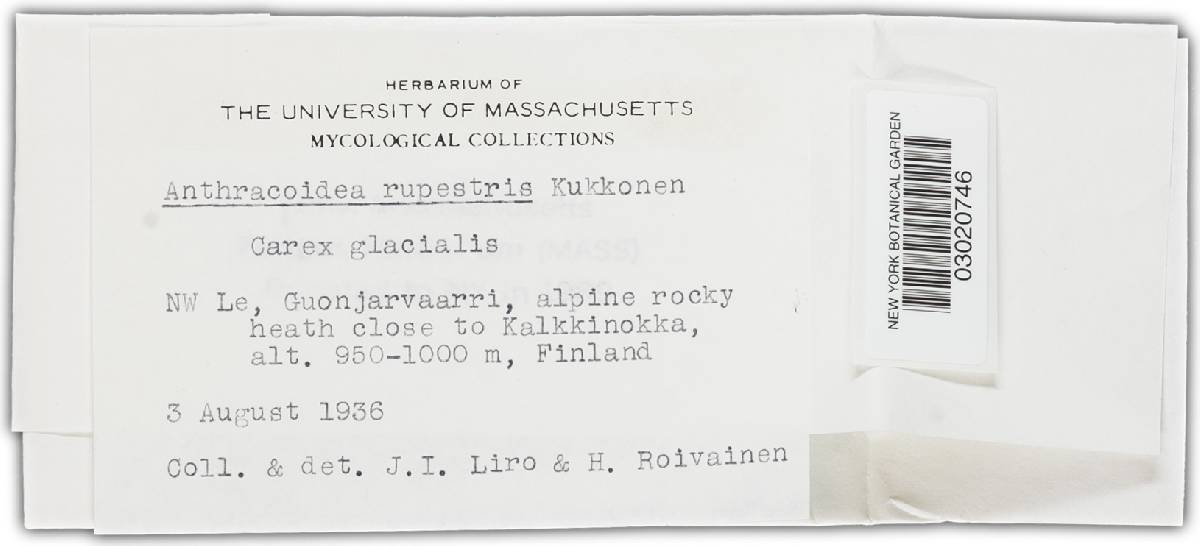 HERBARIUM OF
THE UNIVERSITY OF MASSACHUSETTS
MYCOLOGICAL COLLECTIONS
Anthracoidea rupestris Kukkonen
Carex glacialis
NW Le, Guonjarvaarri, alpine rocky
heath close to Kalkkinokka,
alt. 950-1000 m, Finland
3 August 1936
Coll. & det. J.I. Liro & H. Roivainen
NEW YORK BOTANICAL GARDEN
03020746